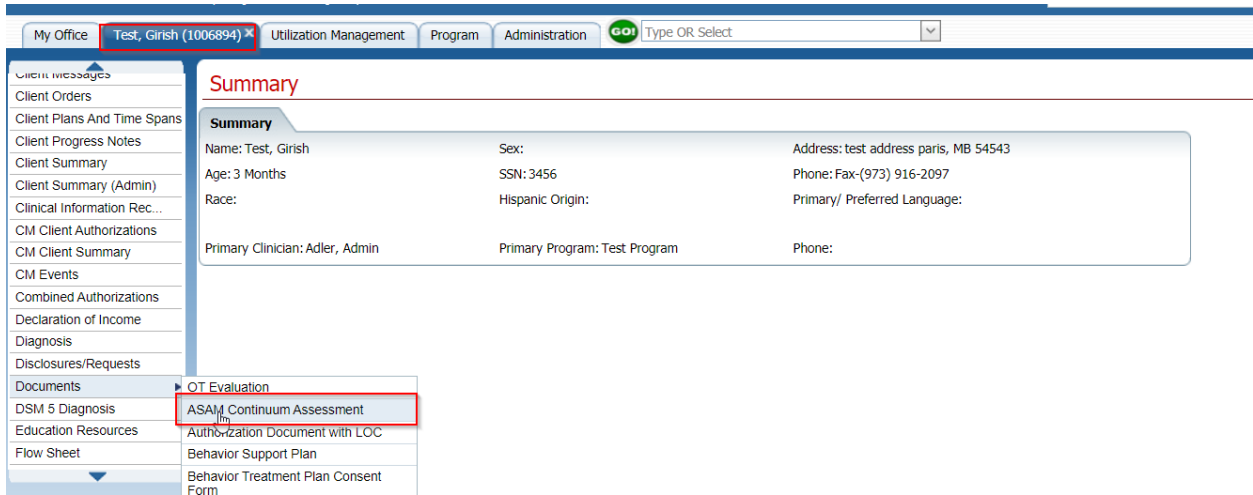 My Office Test, Girish (1006894) X Utilization Management Program Administration GO! Type OR Select
Client Messages
Client Orders
Client Plans And Time Spans
Client Progress Notes
Client Summary
Client Summary (Admin)
Clinical Information Rec...
CM Client Authorizations
CM Client Summary
CM Events
Combined Authorizations
Declaration of Income
Diagnosis
Disclosures/Requests
Documents
DSM 5 Diagnosis
Education Resources
Flow Sheet
Summary
Summary
Name: Test, Girish Sex: Address: test address paris, MB 54543
Age: 3 Months SSN: 3456 Phone: Fax-(973) 916-2097
Race: Hispanic Origin: Primary/ Preferred Language:
Primary Clinician: Adler, Admin Primary Program: Test Program Phone:
OT Evaluation
ASAM Continuum Assessment
Authorization Document with LOC
Behavior Support Plan
Behavior Treatment Plan Consent
Form